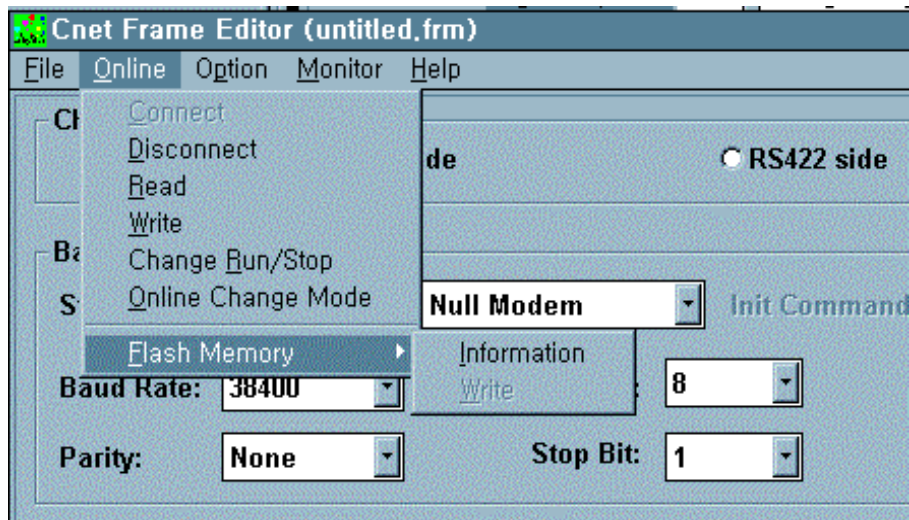 Cnet Frame Editor (untitled.frm)
File Online Option Monitor Help
Connect
Disconnect
de
RS422 side
Read
Write
Change Run/Stop
Online Change Mode
Null Modem
Init Command
Flash Memory
Information
Baud Rate: 38400
Write
: 8
Parity: None
Stop Bit: 1